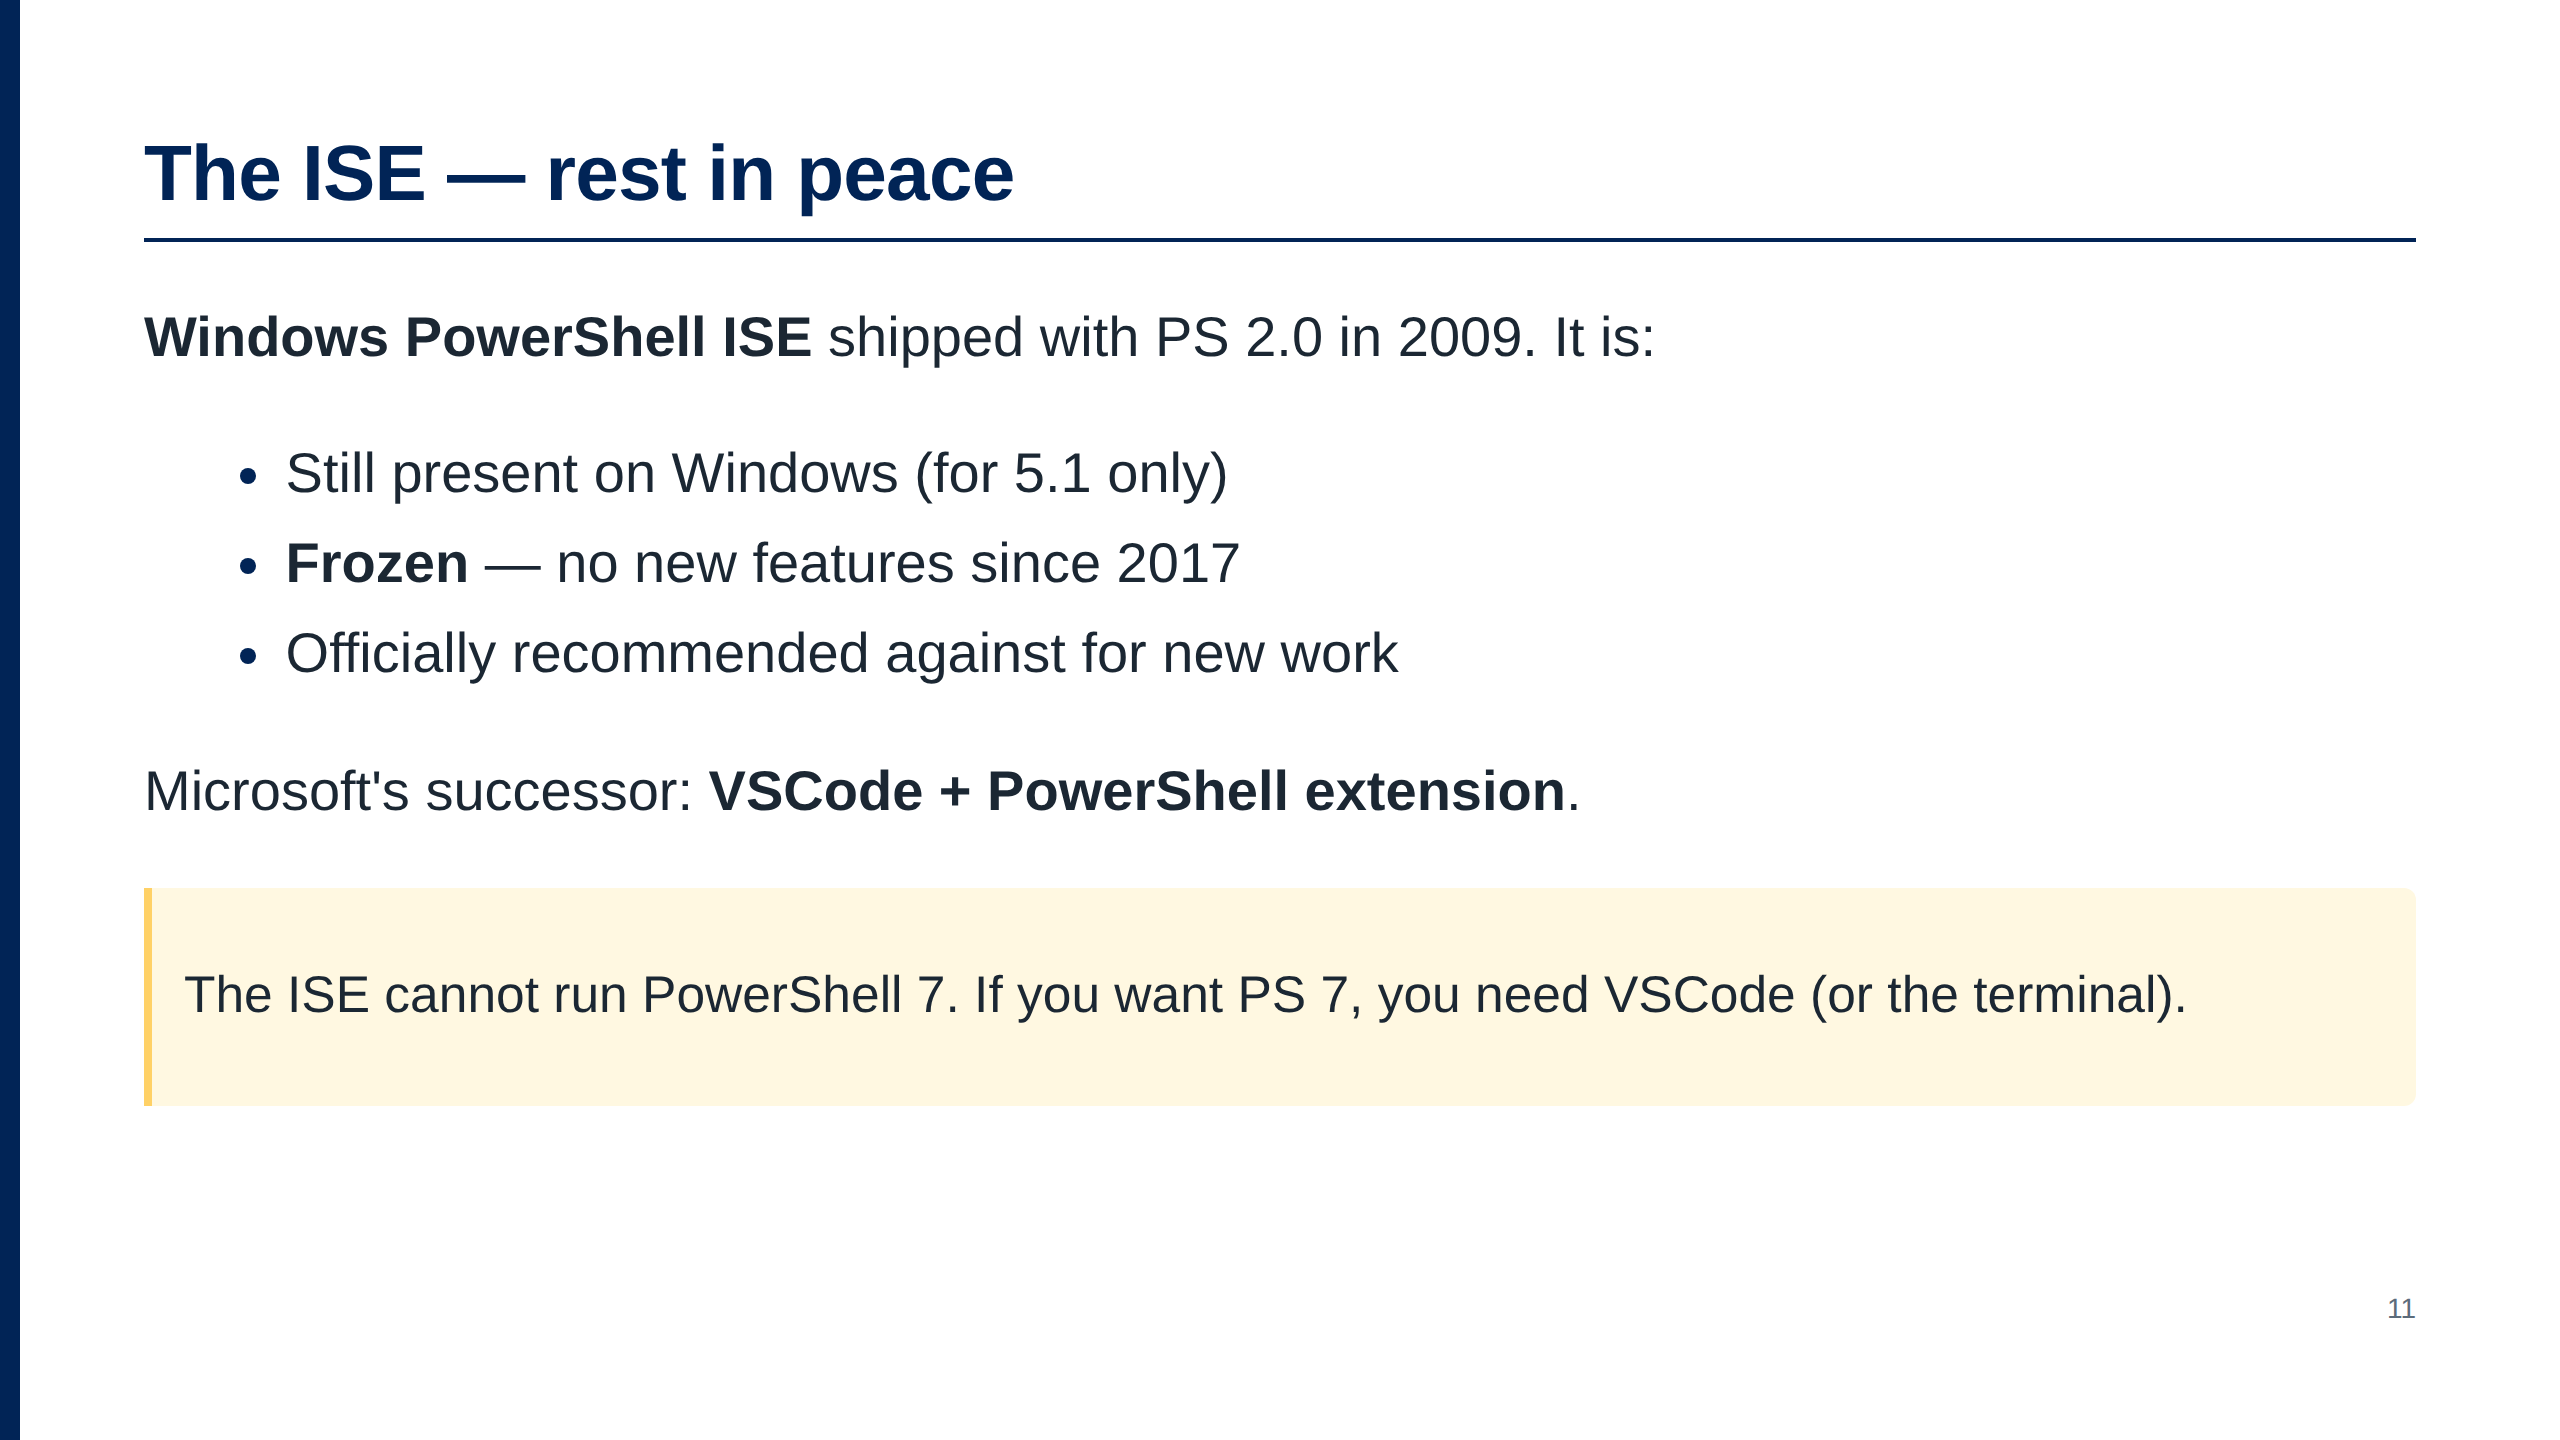 The ISE — rest in peace
Windows PowerShell ISE shipped with PS 2.0 in 2009. It is:
• Still present on Windows (for 5.1 only)
• Frozen — no new features since 2017
• Officially recommended against for new work
Microsoft's successor: VSCode + PowerShell extension.
The ISE cannot run PowerShell 7. If you want PS 7, you need VSCode (or the terminal).
11